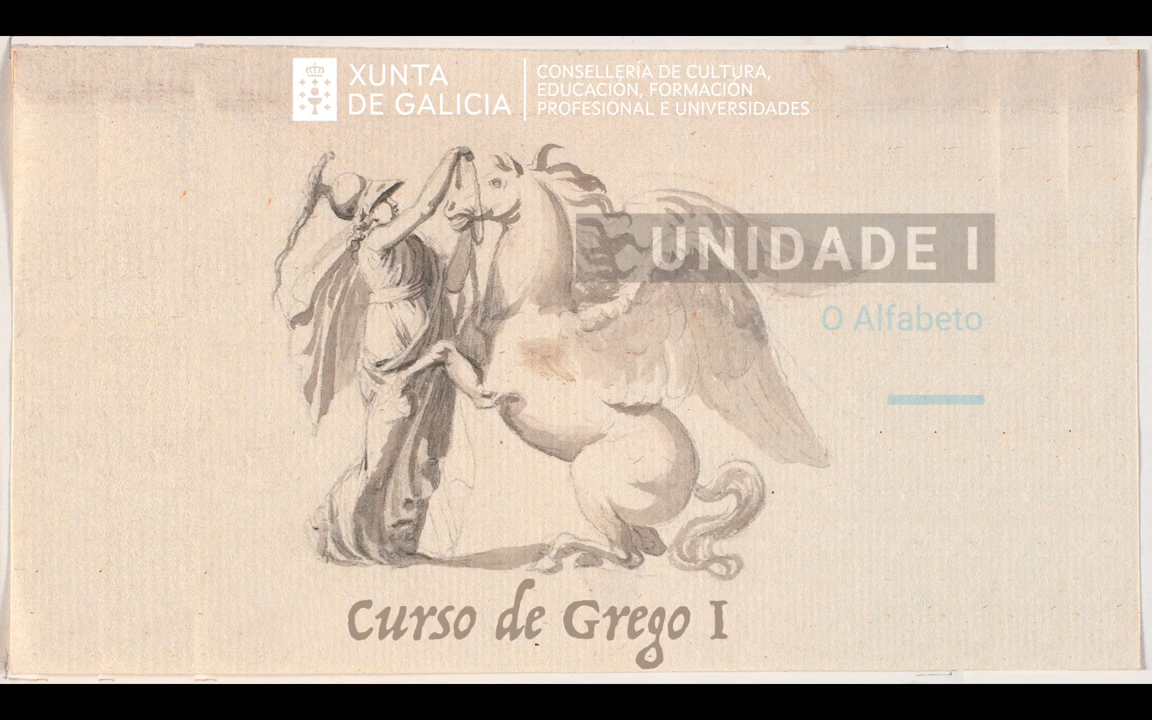 XUNTA
DE GALICIA
CONSELLERÍA DE CULTURA,
EDUCACIÓN, FORMACIÓN
PROFESIONAL E UNIVERSIDADES
UNIDADE I
O Alfabeto
Curso de Grego I